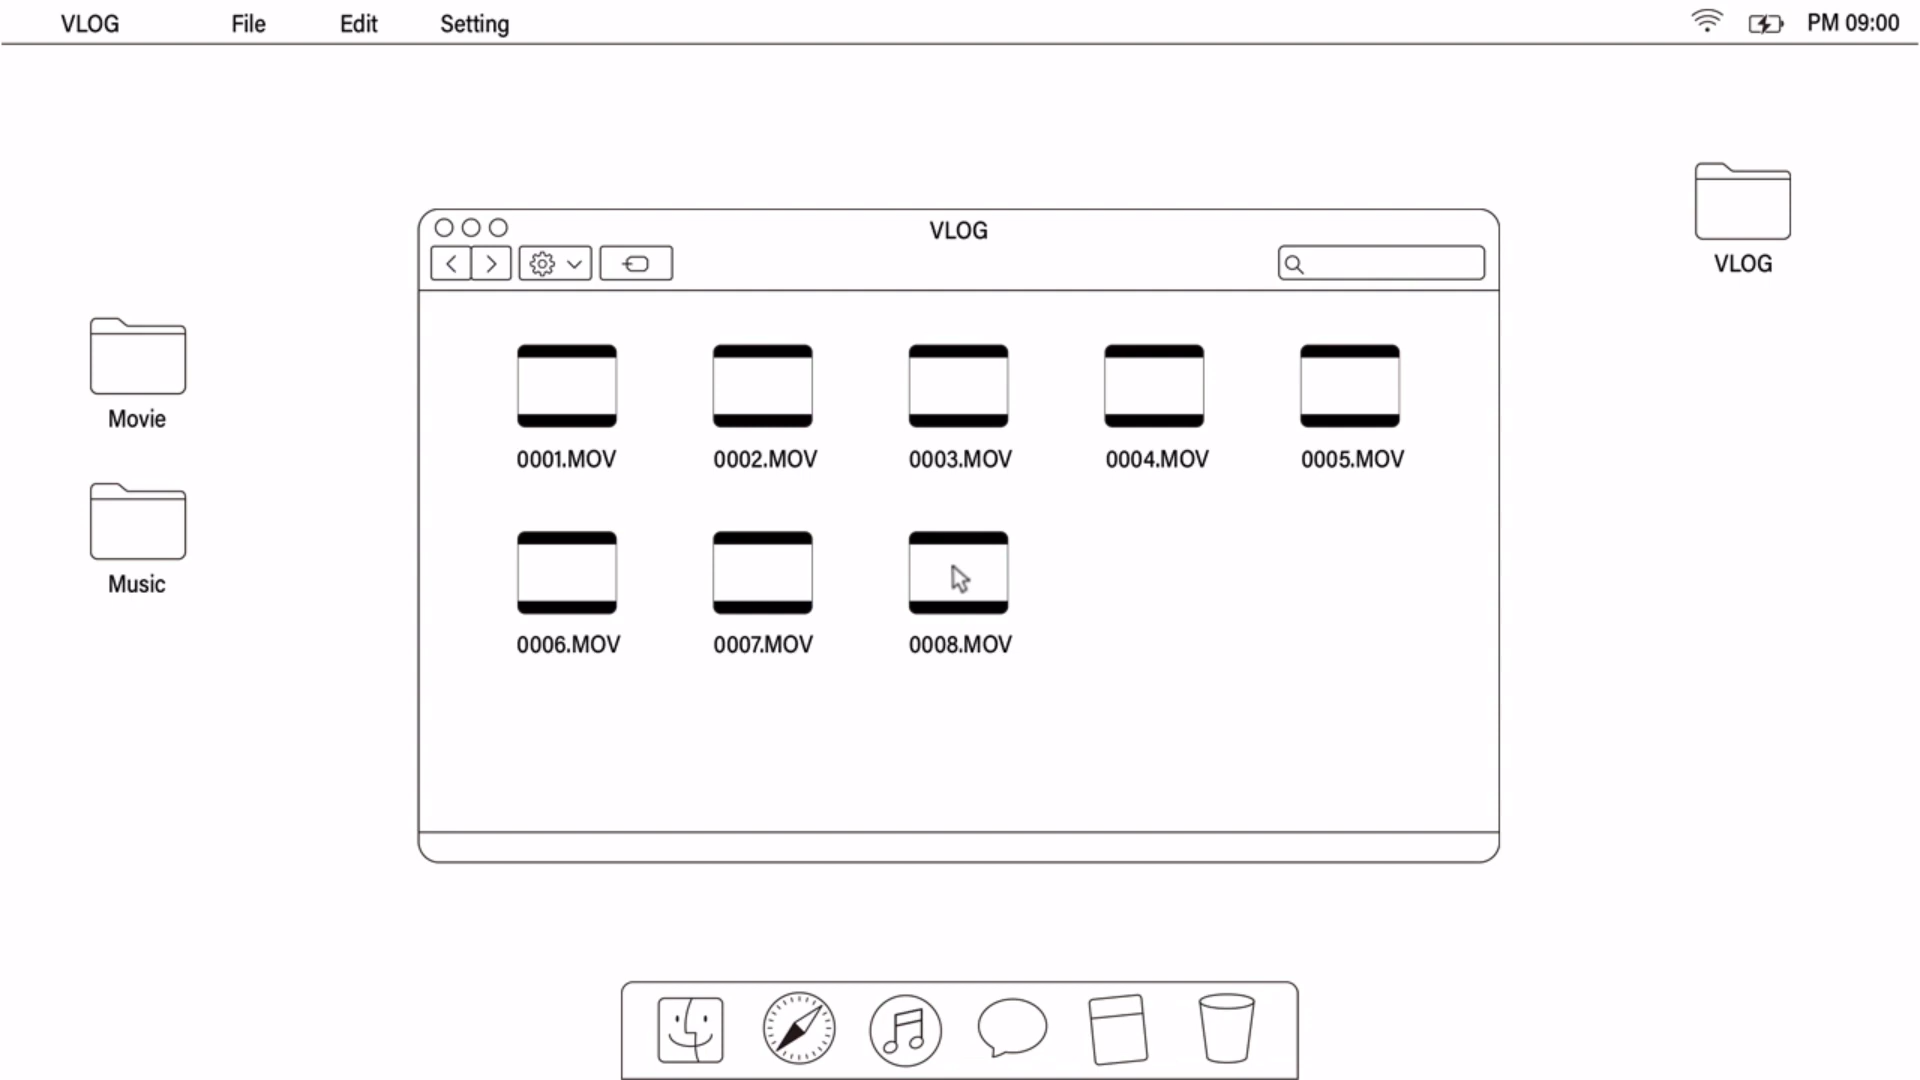 VLOG File Edit Setting PM 09:00
VLOG
VLOG
Movie
Music
0001.MOV 0002.MOV 0003.MOV 0004.MOV 0005.MOV
0006.MOV 0007.MOV 0008.MOV